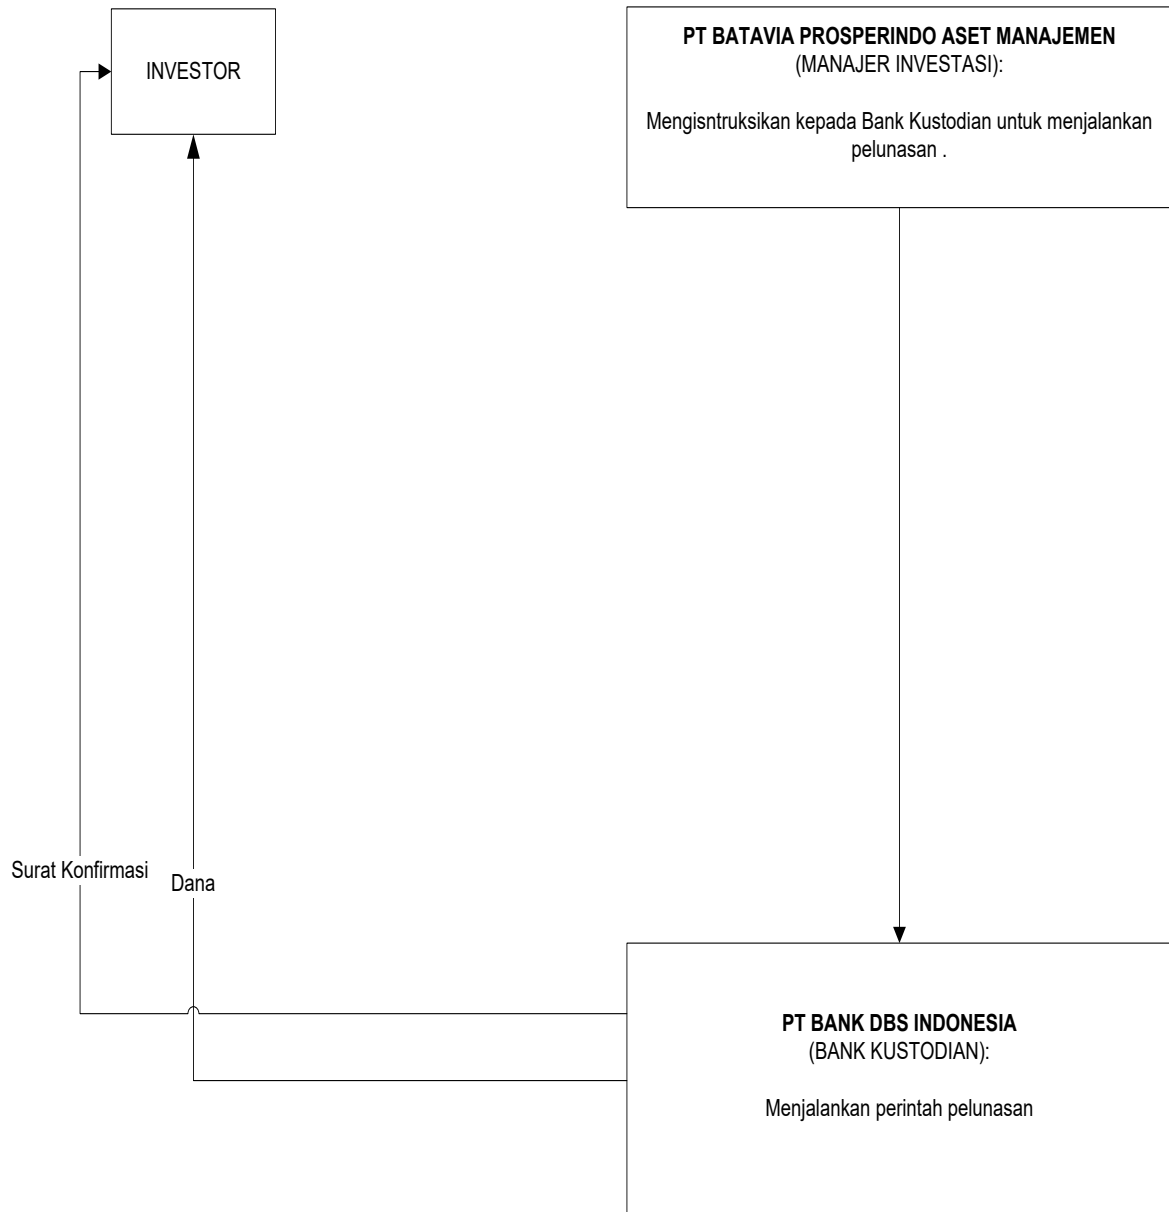 INVESTOR
PT BATAVIA PROSPERINDO ASET MANAJEMEN
(MANAJER INVESTASI):
Mengisntruksikan kepada Bank Kustodian untuk menjalankan
pelunasan .
Surat Konfirmasi
Dana
PT BANK DBS INDONESIA
(BANK KUSTODIAN):
Menjalankan perintah pelunasan